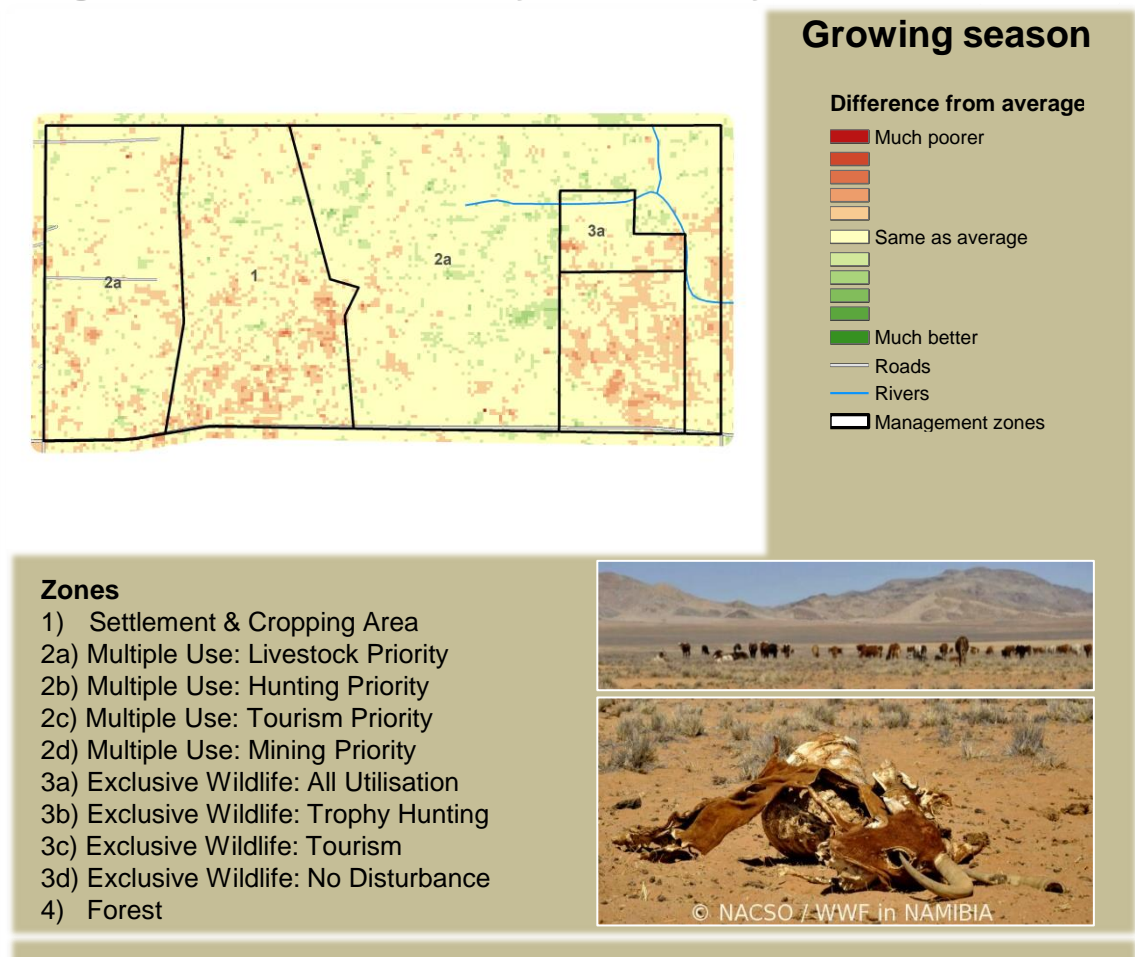 Growing season
Difference from average
Much poorer
Same as average
Much better
Roads
Rivers
Management zones
3a
2a
1
2a
Zones
1) Settlement & Cropping Area
2a) Multiple Use: Livestock Priority
2b) Multiple Use: Hunting Priority
2c) Multiple Use: Tourism Priority
2d) Multiple Use: Mining Priority
3a) Exclusive Wildlife: All Utilisation
3b) Exclusive Wildlife: Trophy Hunting
3c) Exclusive Wildlife: Tourism
3d) Exclusive Wildlife: No Disturbance
4) Forest
© NACSO / WWF in NAMIBIA